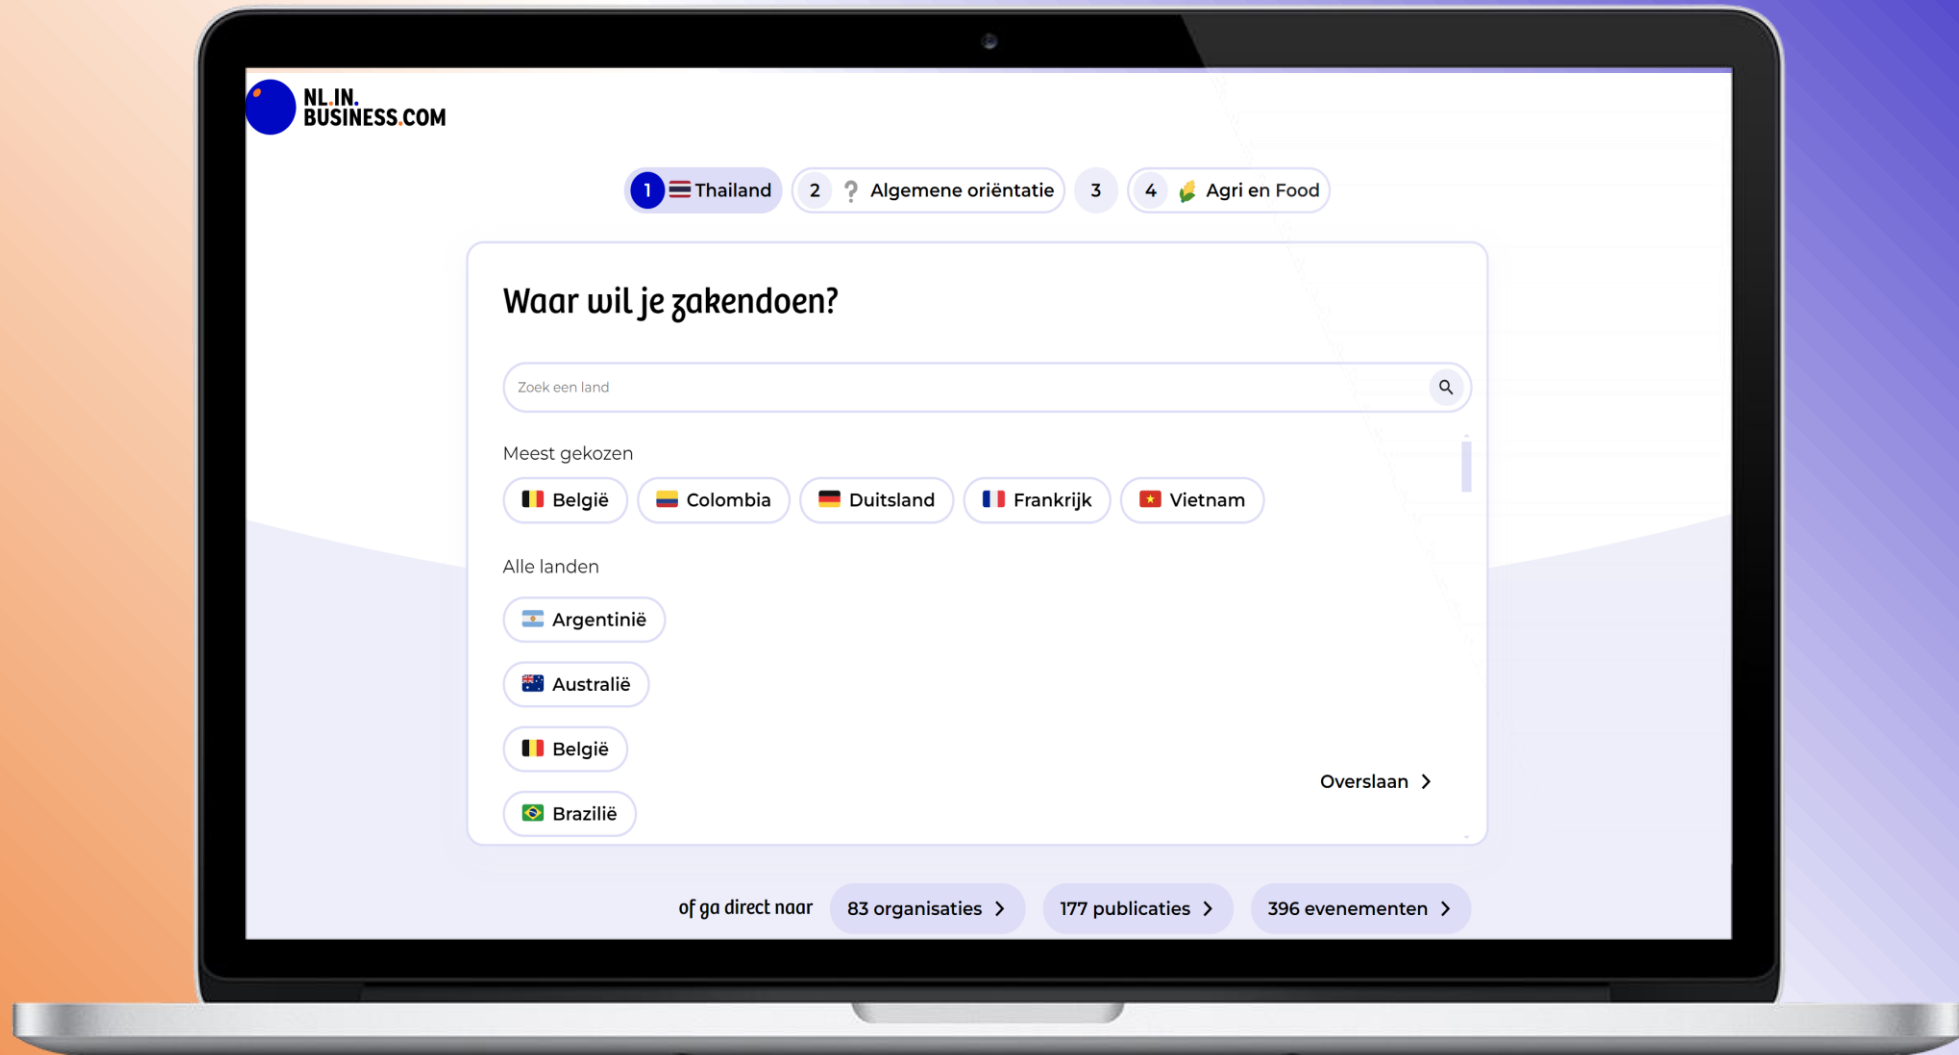 NL.IN.
BUSINESS.COM
1 Thailand 2 ? Algemene oriëntatie 3 4 Agri en Food
Waar wil je zakendoen?
Zoek een land
Meest gekozen
België Colombia Duitsland Frankrijk Vietnam
Alle landen
Argentinië
Australië
België
Overslaan >
Brazilië
of ga direct naar 83 organisaties > 177 publicaties > 396 evenementen >